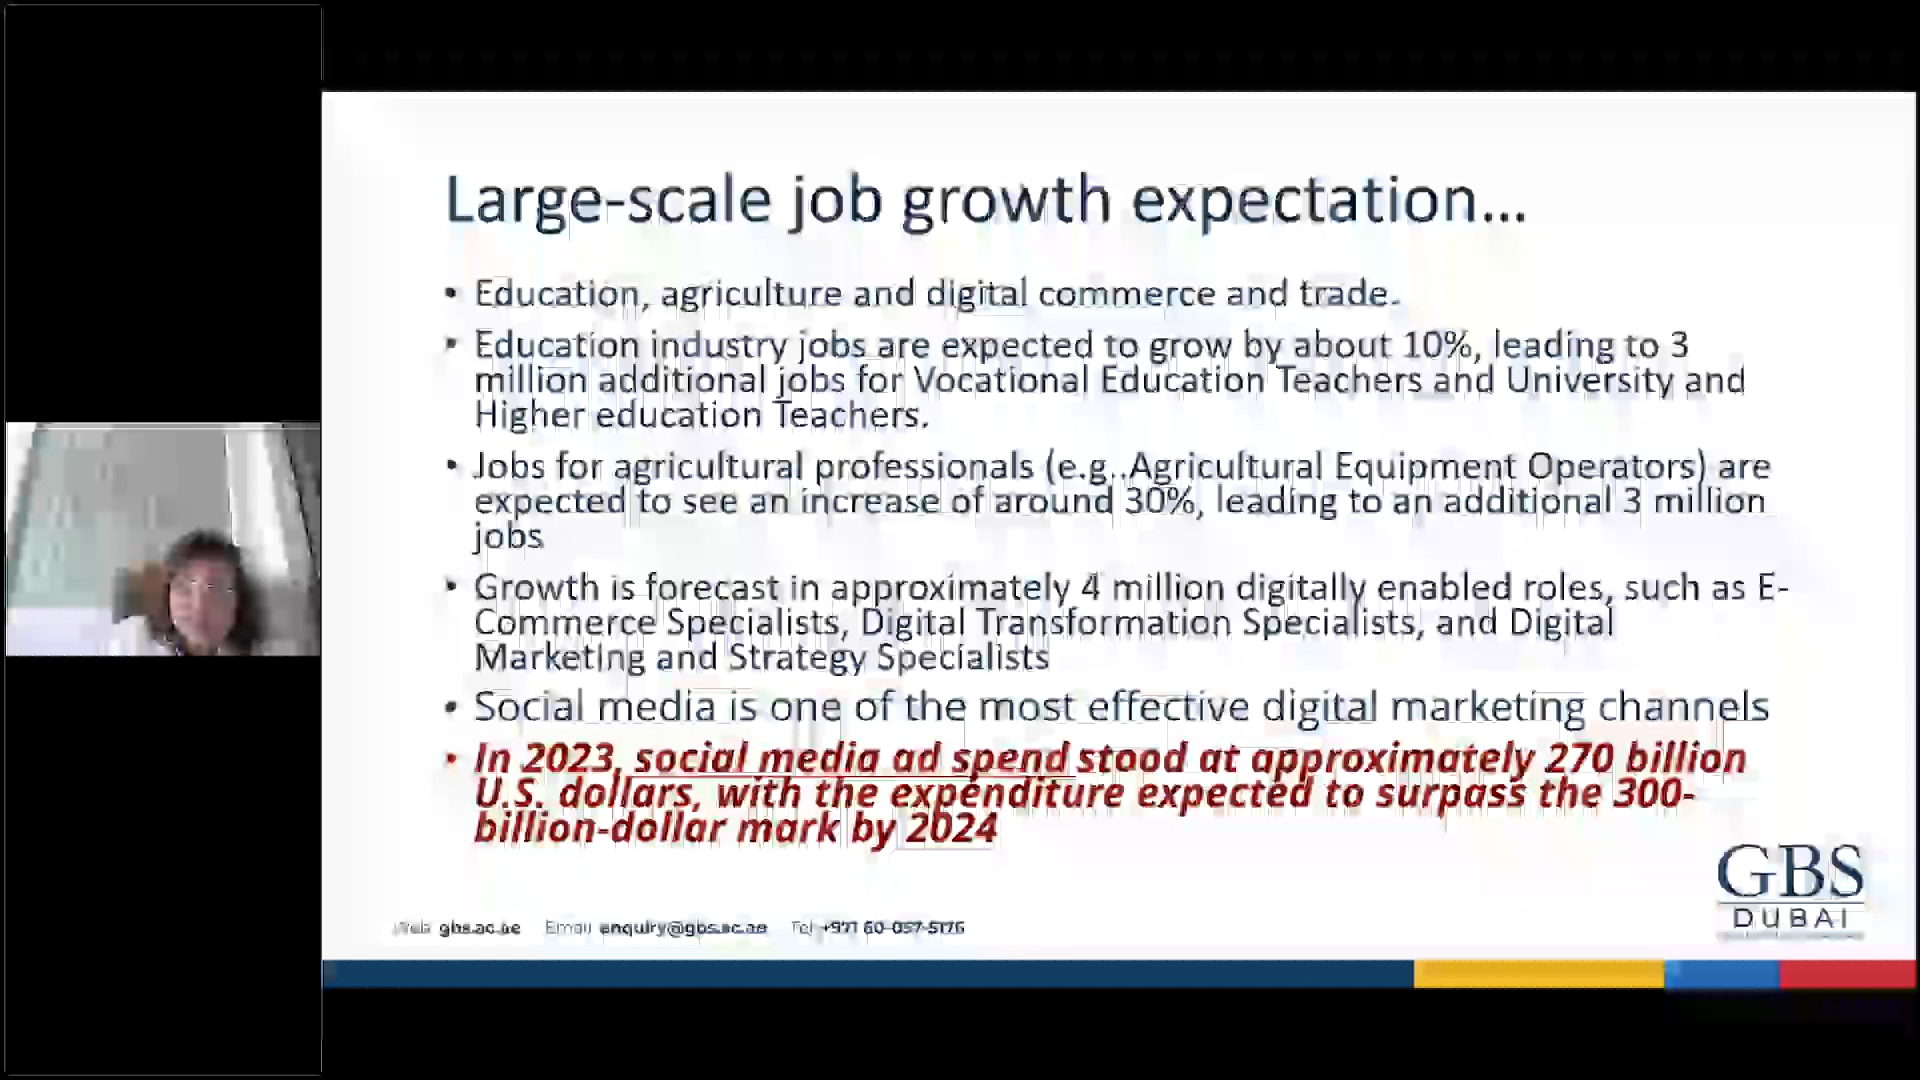 Large-scale job growth expectation...
• Education, agriculture and digital commerce and trade.
• Education industry jobs are expected to grow by about 10%, leading to 3
million additional jobs for Vocational Education Teachers and University and
Higher education Teachers.
• Jobs for agricultural professionals (e.g..Agricultural Equipment Operators) are
expected to see an increase of around 30%, leading to an additional 3 million
jobs
• Growth is forecast in approximately 4 million digitally enabled roles, such as E-
Commerce Specialists, Digital Transformation Specialists, and Digital
Marketing and Strategy Specialists
• Social media is one of the most effective digital marketing channels
• In 2023, social media ad spend stood at approximately 270 billion
U.S. dollars, with the expenditure expected to surpass the 300-
billion-dollar mark by 2024
GBS
DUBAI
gbs.ac.ae Email enquiry@gbs.ac.ae Tel